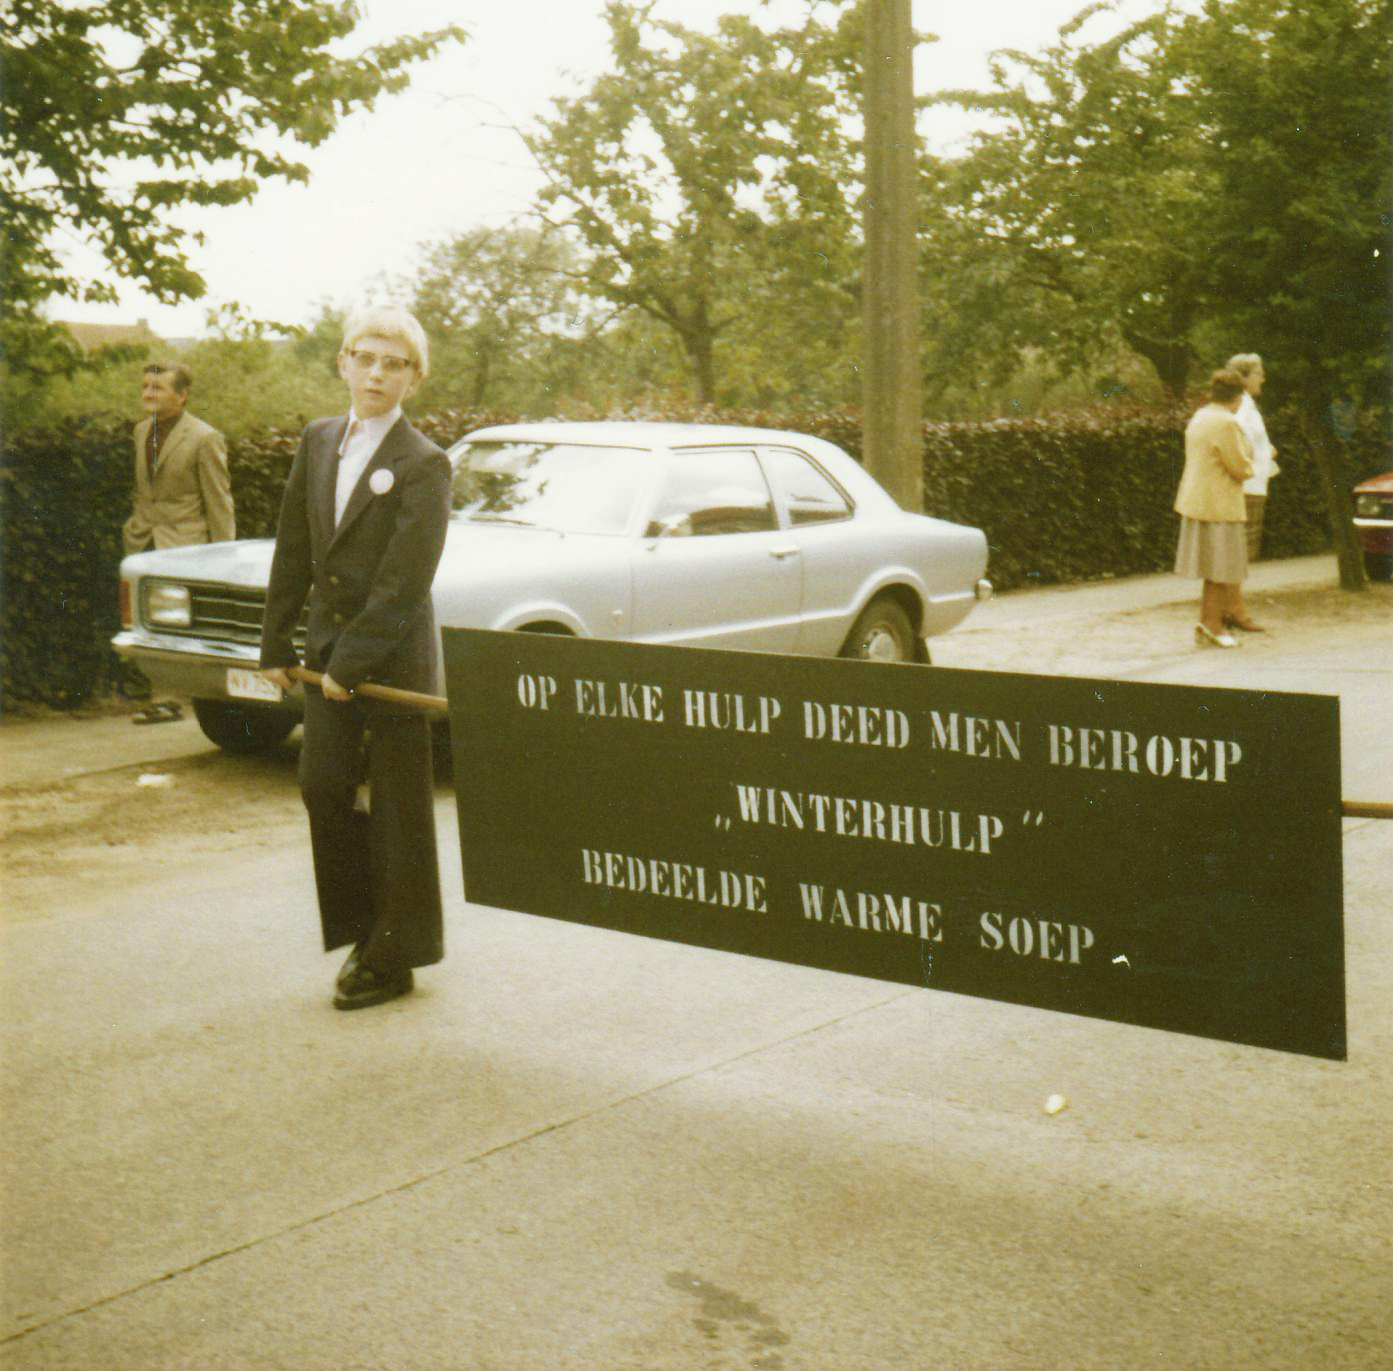 OP ELKE HULP DEED MEN BEROEP
„WINTERHULP"
BEDEELDE WARME SOEP